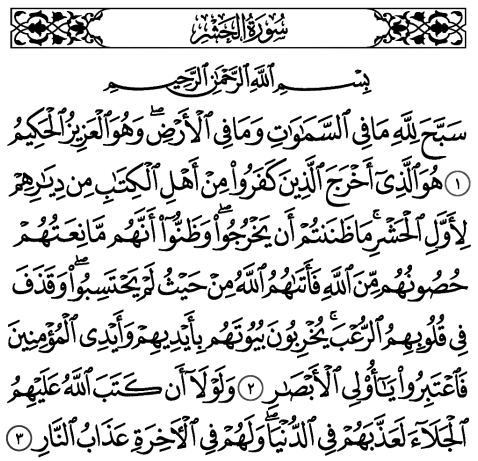 سُورَةُ الحَشۡرِ
بِسۡمِ ٱللَّهِ ٱلرَّحۡمَٰنِ ٱلرَّحِيمِ
سَبَّحَ لِلَّهِ مَا فِي ٱلسَّمَٰوَٰتِ وَمَا فِي ٱلۡأَرۡضِۖ وَهُوَ ٱلۡعَزِيزُ ٱلۡحَكِيمُ
١ هُوَ ٱلَّذِيٓ أَخۡرَجَ ٱلَّذِينَ كَفَرُواْ مِنۡ أَهۡلِ ٱلۡكِتَٰبِ مِن دِيَٰرِهِمۡ
لِأَوَّلِ ٱلۡحَشۡرِۚ مَا ظَنَنتُمۡ أَن يَخۡرُجُواْۖ وَظَنُّوٓاْ أَنَّهُم مَّانِعَتُهُمۡ
حُصُونُهُم مِّنَ ٱللَّهِ فَأَتَىٰهُمُ ٱللَّهُ مِنۡ حَيۡثُ لَمۡ يَحۡتَسِبُواْۖ وَقَذَفَ
فِي قُلُوبِهِمُ ٱلرُّعۡبَۚ يُخۡرِبُونَ بُيُوتَهُم بِأَيۡدِيهِمۡ وَأَيۡدِي ٱلۡمُؤۡمِنِينَ
فَٱعۡتَبِرُواْ يَٰٓأُوْلِي ٱلۡأَبۡصَٰرِ ٢ وَلَوۡلَآ أَن كَتَبَ ٱللَّهُ عَلَيۡهِمُ
ٱلۡجَلَآءَ لَعَذَّبَهُمۡ فِي ٱلدُّنۡيَاۖ وَلَهُمۡ فِي ٱلۡأٓخِرَةِ عَذَابُ ٱلنَّارِ ٣